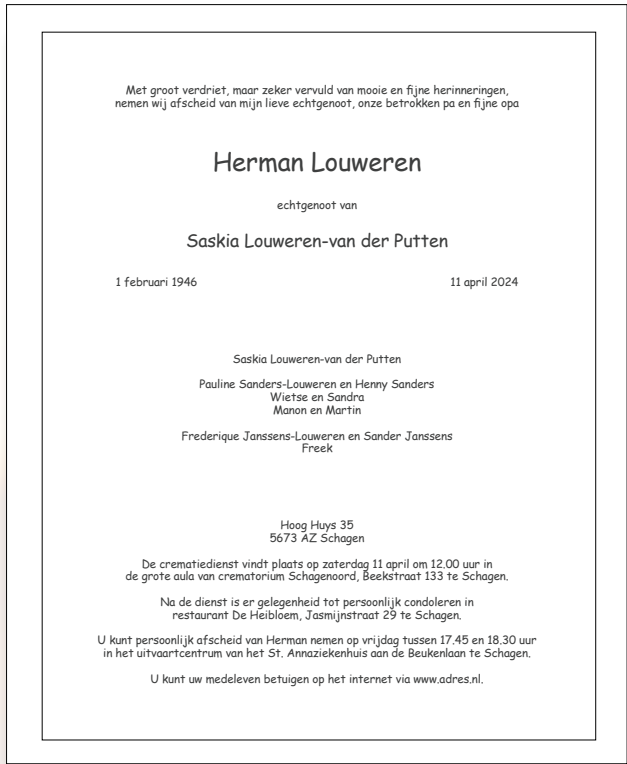 Met groot verdriet, maar zeker vervuld van mooie en fijne herinneringen,
nemen wij afscheid van mijn lieve echtgenoot, onze betrokken pa en fijne opa
Herman Louweren
echtgenoot van
Saskia Louweren-van der Putten
1 februari 1946 11 april 2024
Saskia Louweren-van der Putten
Pauline Sanders-Louweren en Henny Sanders
Wietse en Sandra
Manon en Martin
Frederique Janssens-Louweren en Sander Janssens
Freek
Hoog Huys 35
5673 AZ Schagen
De crematiedienst vindt plaats op zaterdag 11 april om 12.00 uur in
de grote aula van crematorium Schagenoord, Beekstraat 133 te Schagen.
Na de dienst is er gelegenheid tot persoonlijk condoleren in
restaurant De Heibloem, Jasmijnstraat 29 te Schagen.
U kunt persoonlijk afscheid van Herman nemen op vrijdag tussen 17.45 en 18.30 uur
in het uitvaartcentrum van het St. Annaziekenhuis aan de Beukenlaan te Schagen.
U kunt uw medeleven betuigen op het internet via www.adres.nl.